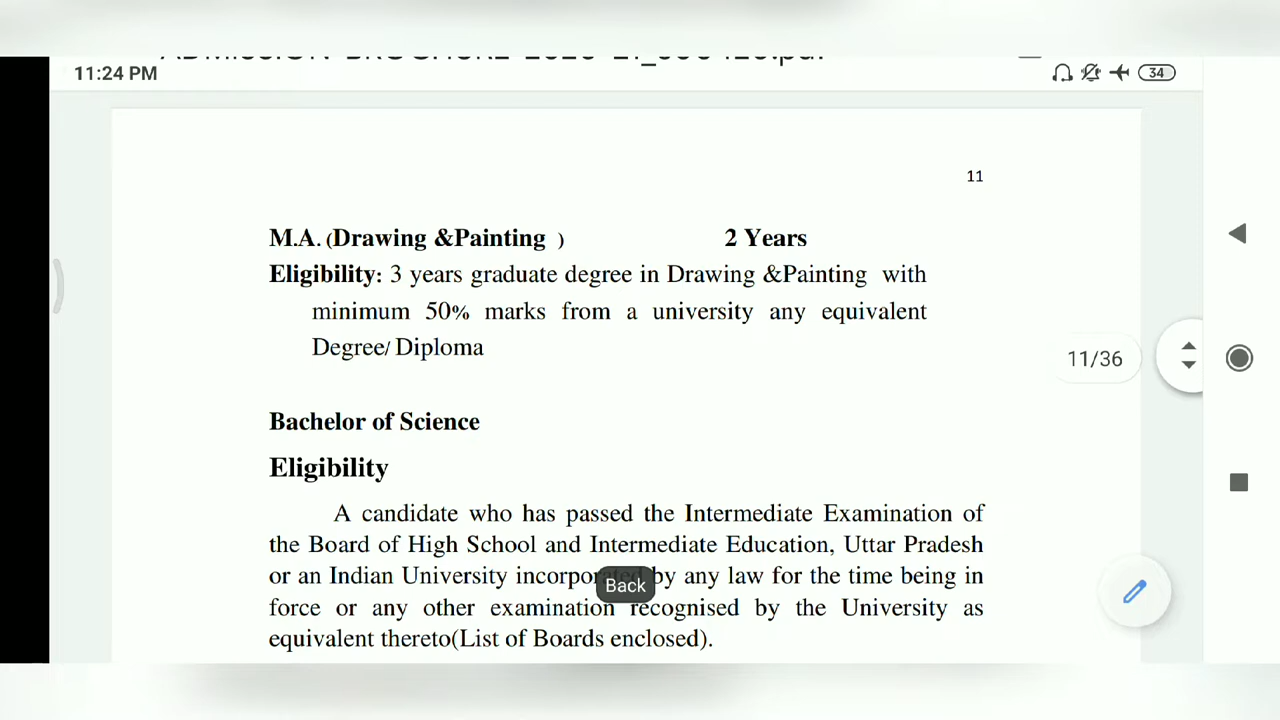 11:24 PM
34
11
M.A. (Drawing &Painting ) 2 Years
Eligibility: 3 years graduate degree in Drawing &Painting with
minimum 50% marks from a university any equivalent
Degree/ Diploma
11/36
Bachelor of Science
Eligibility
A candidate who has passed the Intermediate Examination of
the Board of High School and Intermediate Education, Uttar Pradesh
or an Indian University incorporated by any law for the time being in
Back
force or any other examination recognised by the University as
equivalent thereto(List of Boards enclosed).